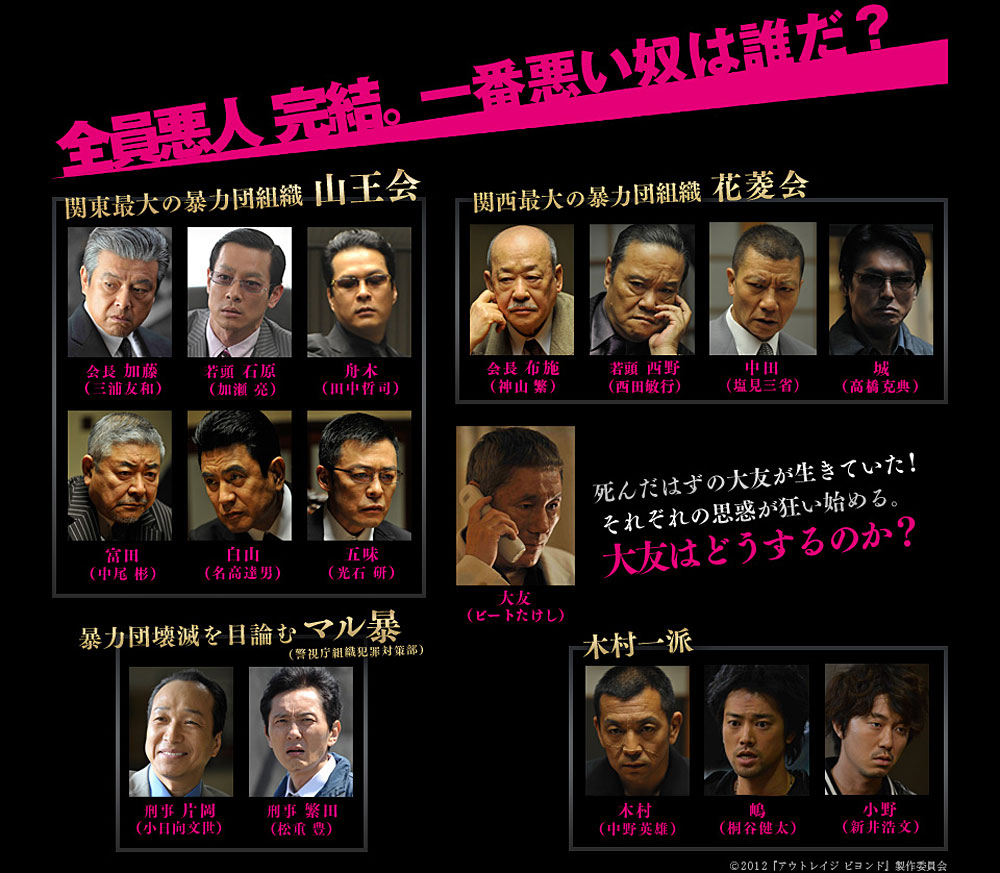 全員悪人 完結。一番悪い奴は誰だ？
関東最大の暴力団組織 山王会
会長 加藤
（三浦友和）
若頭 石原
（加瀬 亮）
舟木
（田中哲司）
富田
（中尾 彬）
白山
（名高達男）
五味
（光石 研）
関西最大の暴力団組織 花菱会
会長 布施
（神山 繁）
若頭 西野
（西田敏行）
中田
（塩見三省）
城
（高橋克典）
大友
（ビートたけし）
死んだはずの大友が生きていた！
それぞれの思惑が狂い始める。
大友はどうするのか？
暴力団壊滅を目論む マル暴
（警視庁組織犯罪対策部）
刑事 片岡
（小日向文世）
刑事 繁田
（松重 豊）
木村一派
木村
（中野英雄）
嶋
（桐谷健太）
小野
（新井浩文）
©2012『アウトレイジ ビヨンド』製作委員会